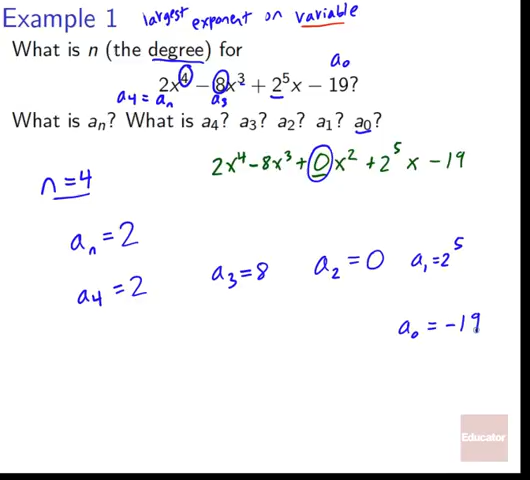 Example 1 largest exponent on variable
What is n (the degree) for
a₀
2x⁴ − 8x³ + 2⁵x − 19?
a₄ = aₙ a₃
What is aₙ? What is a₄? a₃? a₂? a₁? a₀?
2x⁴ − 8x³ + 0x² + 2⁵x − 19
n = 4
aₙ = 2
a₄ = 2 a₃ = 8 a₂ = 0 a₁ = 2⁵
a₀ = −19
Educator